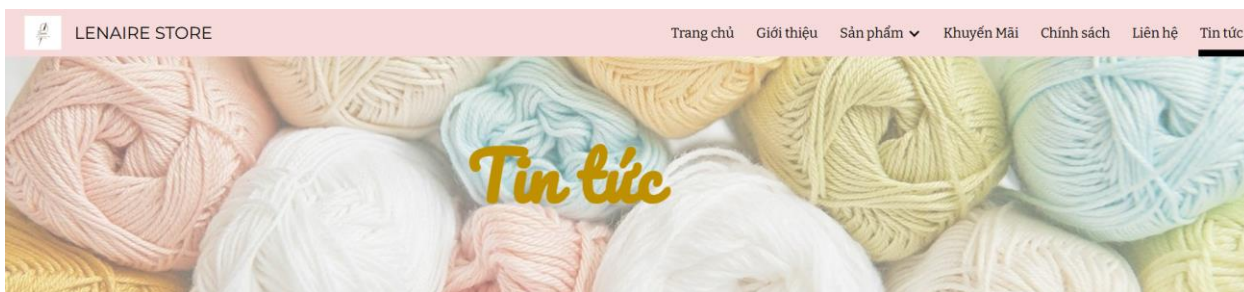 LENAIRE STORE
Trang chủ Giới thiệu Sản phẩm Khuyến Mãi Chính sách Liên hệ Tin tức
Tin tức